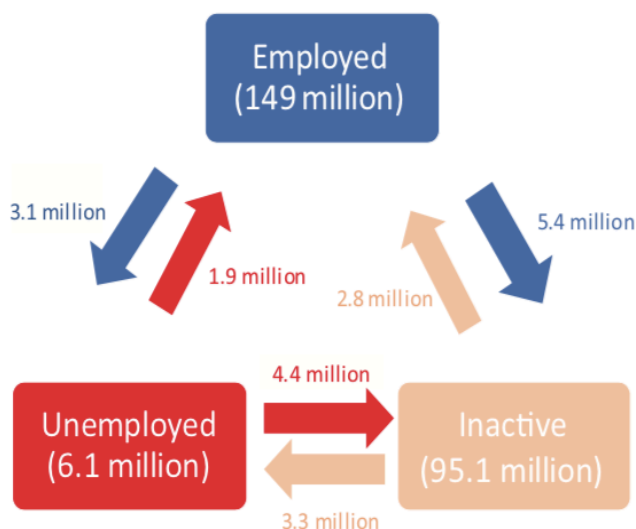 Employed
(149 million)
3.1 million
5.4 million
1.9 million
2.8 million
4.4 million
Unemployed
(6.1 million)
Inactive
(95.1 million)
3.3 million